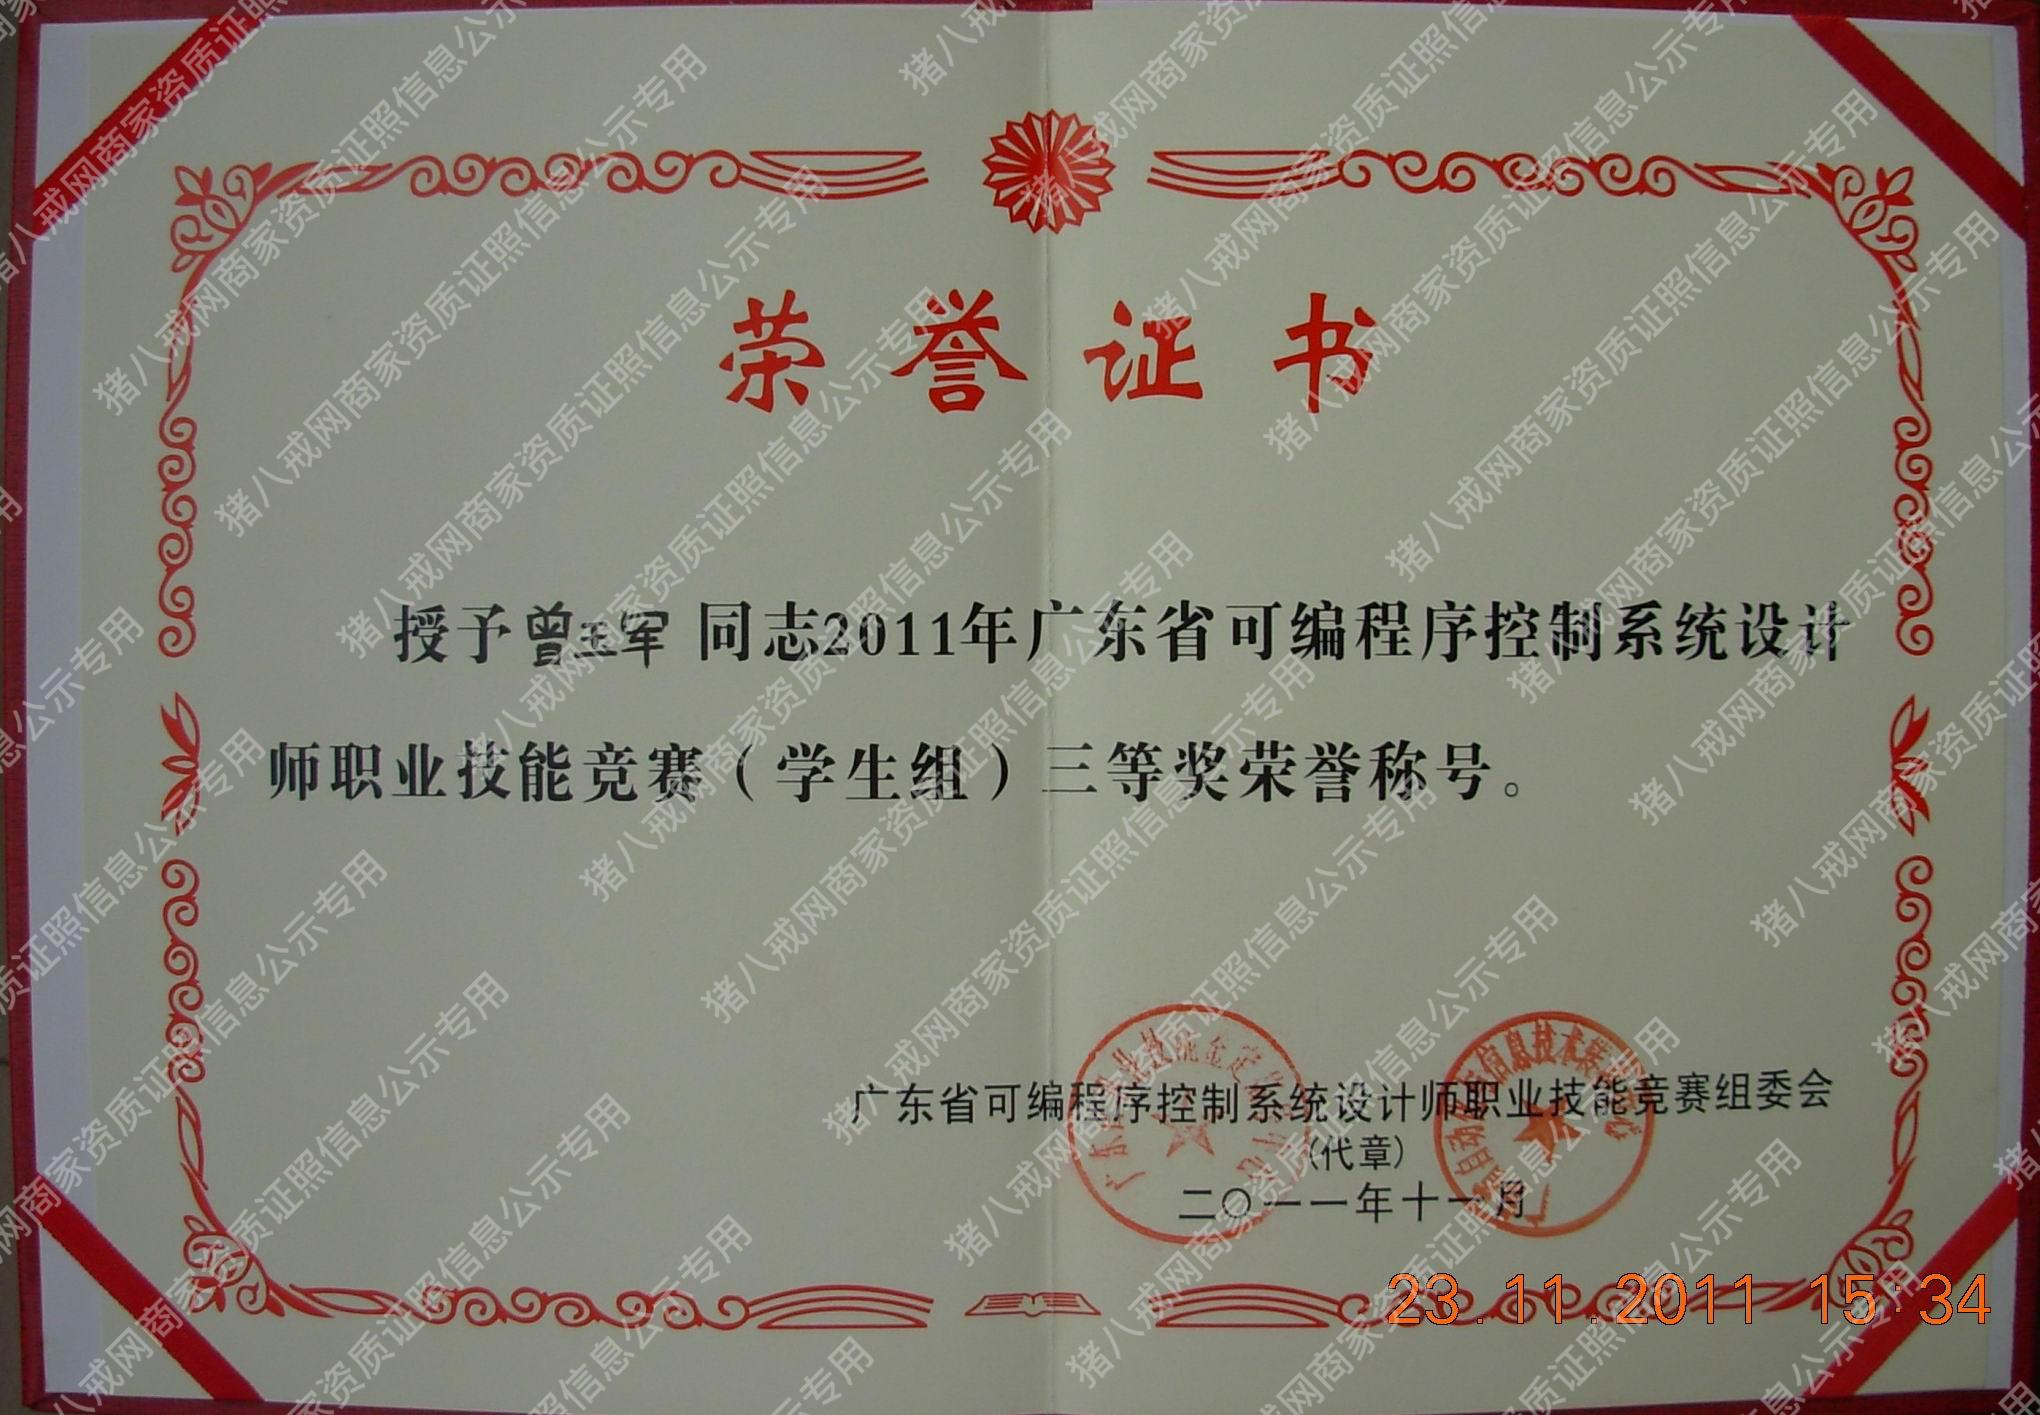 荣誉证书
授予曾玉军 同志2011年广东省可编程序控制系统设计
师职业技能竞赛（学生组）三等奖荣誉称号。
广东省可编程序控制系统设计师职业技能竞赛组委会
(代章)
二〇一一年十一月
23.11.2011 15:34
猪八戒网商家资质证照信息公示专用